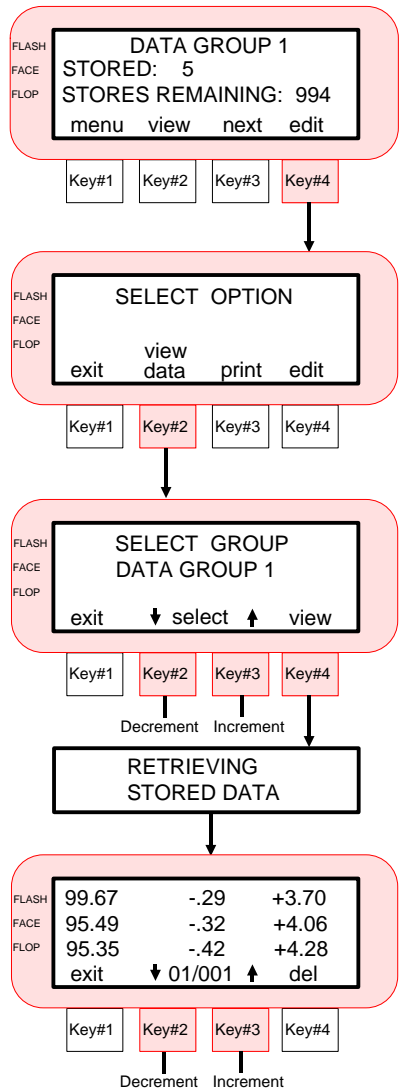 DATA GROUP 1
FLASH
FACE STORED: 5
FLOP STORES REMAINING: 994
menu view next edit
Key#1 Key#2 Key#3 Key#4
FLASH SELECT OPTION
FACE
FLOP
view
exit data print edit
Key#1 Key#2 Key#3 Key#4
FLASH SELECT GROUP
FACE DATA GROUP 1
FLOP
exit ⬇ select ⬆ view
Key#1 Key#2 Key#3 Key#4
Decrement Increment
RETRIEVING
STORED DATA
FLASH 99.67 -.29 +3.70
FACE 95.49 -.32 +4.06
FLOP 95.35 -.42 +4.28
exit ⬇ 01/001 ⬆ del
Key#1 Key#2 Key#3 Key#4
Decrement Increment